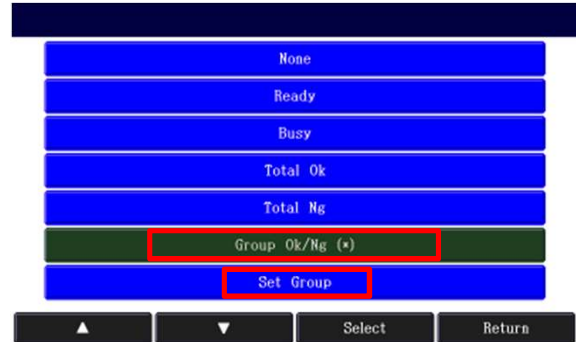 None
Ready
Busy
Total Ok
Total Ng
Group Ok/Ng (*)
Set Group
▲ ▼ Select Return